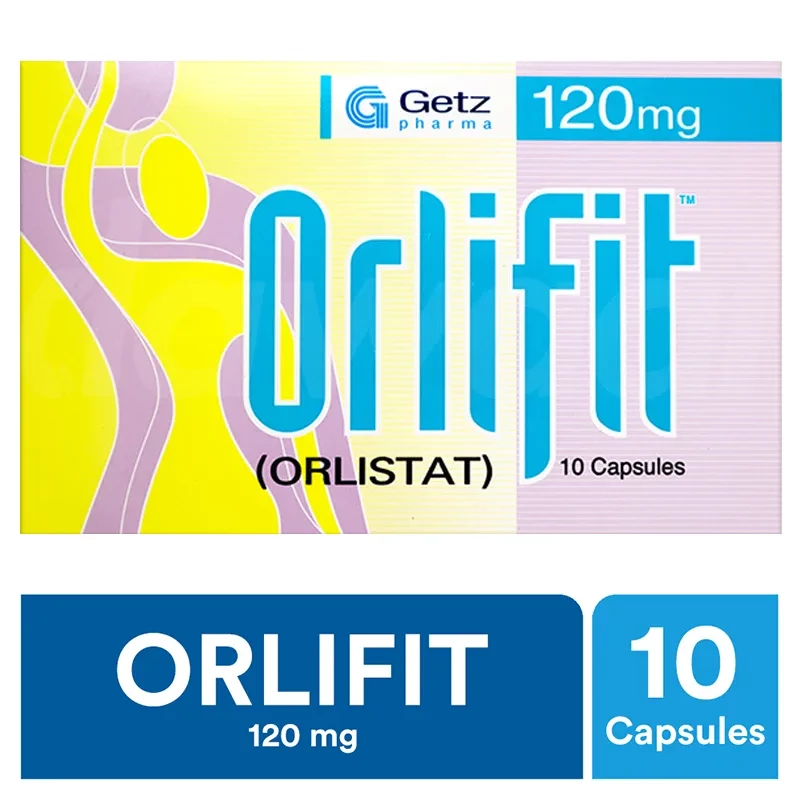 Getz
pharma
120mg
Orlifit™
(ORLISTAT)
10 Capsules
ORLIFIT
120 mg
10
Capsules